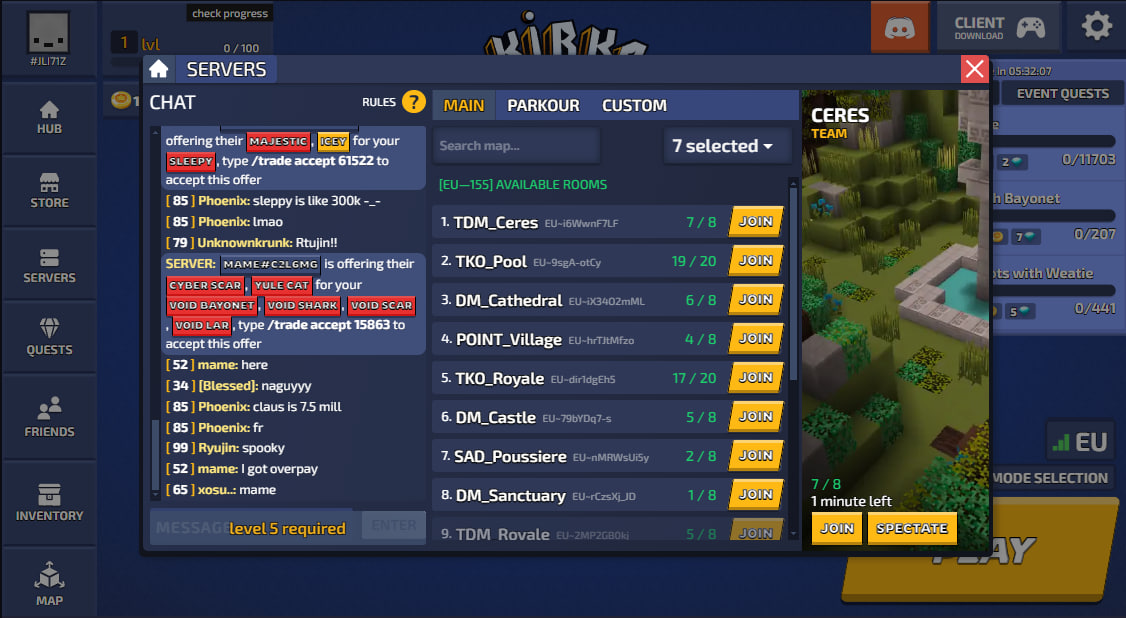 check progress
#JLI71Z
1 lvl
0 / 100
KIRKA
CLIENT
DOWNLOAD
SERVERS
in 05:32:07
HUB
STORE
SERVERS
QUESTS
FRIENDS
INVENTORY
MAP
1
CHAT
RULES ?
offering their MAJESTIC, ICEY for your
SLEEPY, type /trade accept 61522 to
accept this offer
[ 85 ] Phoenix: sleppy is like 300k -_-
[ 85 ] Phoenix: lmao
[ 79 ] Unknownkrunk: Rtujin!!
SERVER: MAME#C2LGMG is offering their
CYBER SCAR, YULE CAT for your
VOID BAYONET, VOID SHARK, VOID SCAR
, VOID LAR, type /trade accept 15863 to
accept this offer
[ 52 ] mame: here
[ 34 ] [Blessed]: naguyyy
[ 85 ] Phoenix: claus is 7.5 mill
[ 85 ] Phoenix: fr
[ 99 ] Ryujin: spooky
[ 52 ] mame: I got overpay
[ 65 ] xosu..: mame
MESSAGE
level 5 required
ENTER
MAIN PARKOUR CUSTOM
Search map...
7 selected
[EU—155] AVAILABLE ROOMS
1. TDM_Ceres EU~i6WwnF7LF 7 / 8 JOIN
2. TKO_Pool EU~9sgA-otCy 19 / 20 JOIN
3. DM_Cathedral EU~iX34O2mML 6 / 8 JOIN
4. POINT_Village EU~hrTJtMfzo 4 / 8 JOIN
5. TKO_Royale EU~dir1dgEh5 17 / 20 JOIN
6. DM_Castle EU~79bYDq7-s 5 / 8 JOIN
7. SAD_Poussiere EU~nMRWsUi5y 2 / 8 JOIN
8. DM_Sanctuary EU~rCzsXj_JD 1 / 8 JOIN
9. TDM_Royale EU~2MP2GB0kj 5 / 8 JOIN
CERES
TEAM
7 / 8
1 minute left
JOIN SPECTATE
EVENT QUESTS
2
0/11703
h Bayonet
7
0/207
ots with Weatie
5
0/441
EU
MODE SELECTION
PLAY